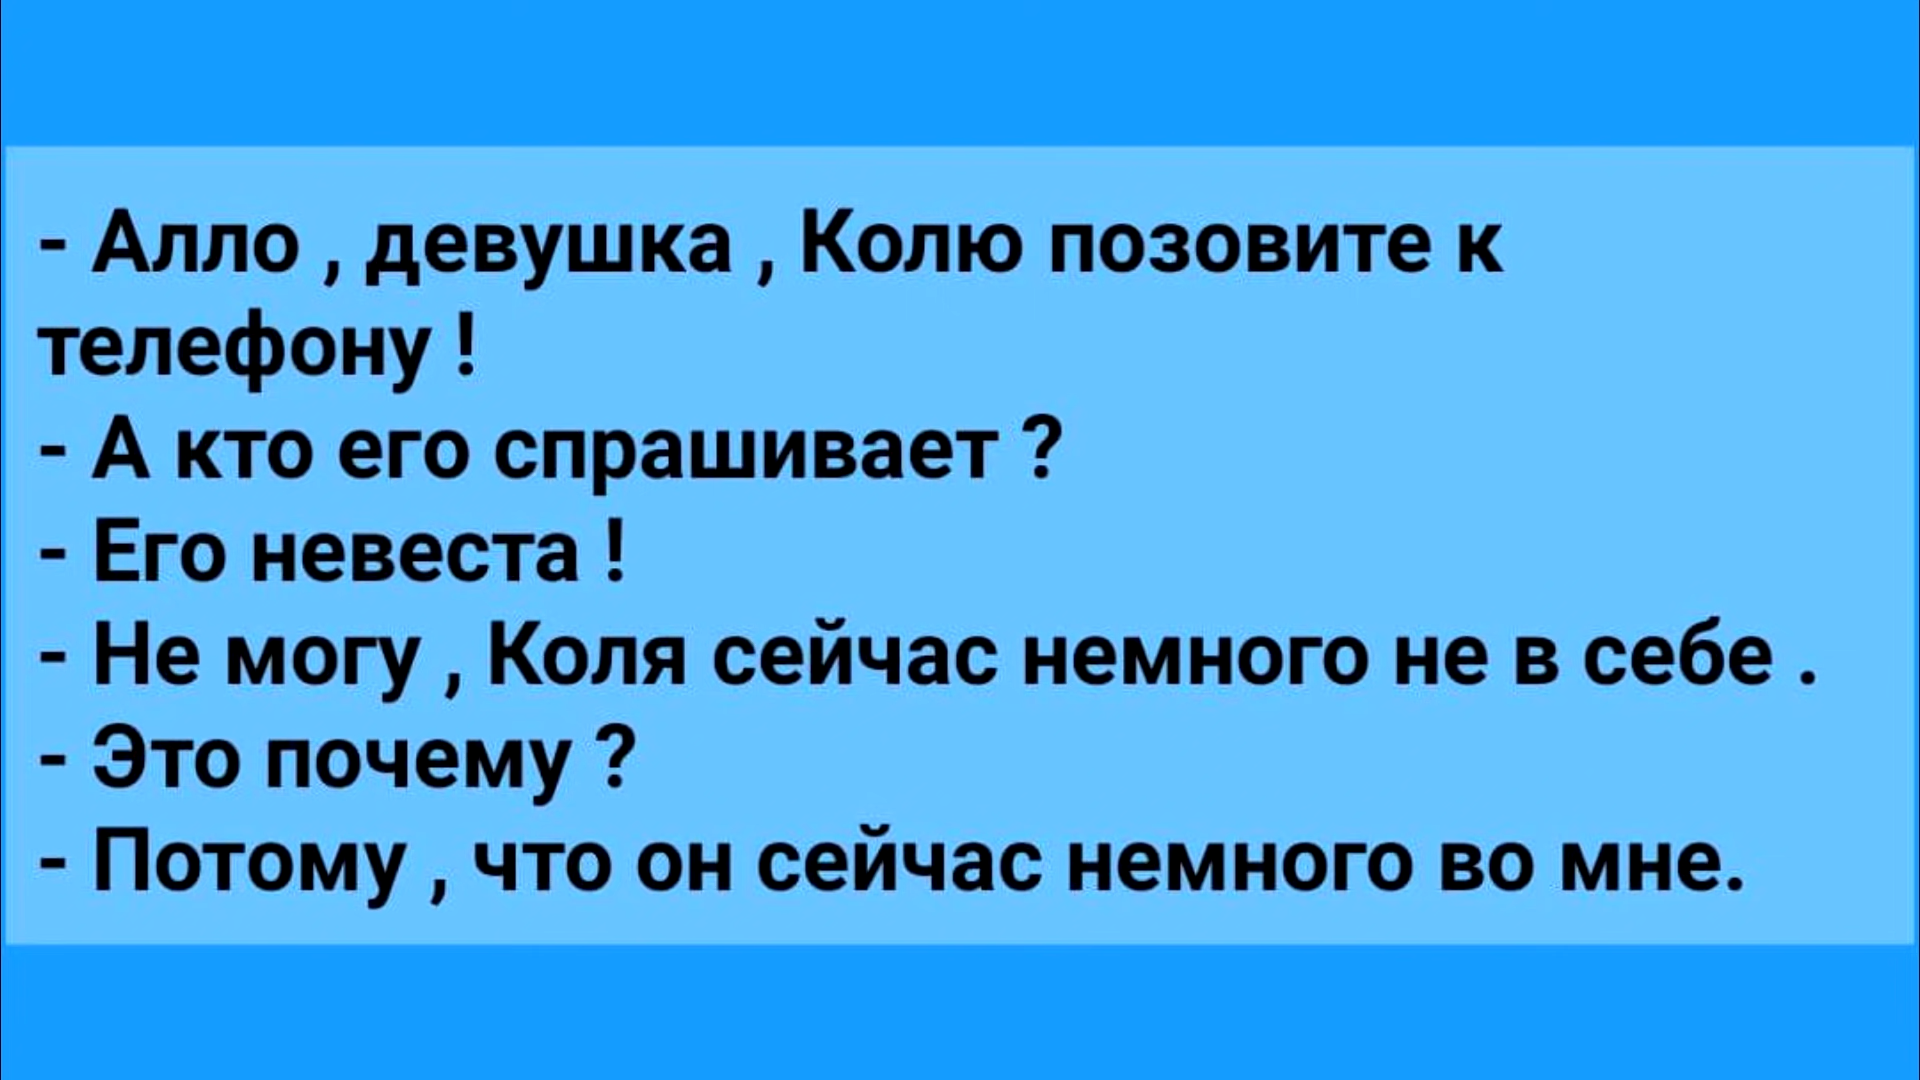 - Алло , девушка , Колю позовите к
телефону !
- А кто его спрашивает ?
- Его невеста !
- Не могу , Коля сейчас немного не в себе .
- Это почему ?
- Потому , что он сейчас немного во мне.